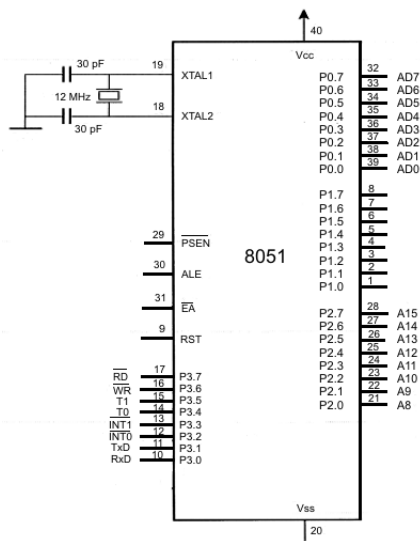 40
Vcc
30 pF
19
XTAL1
12 MHz
18
XTAL2
30 pF
32
P0.7
AD7
33
P0.6
AD6
34
P0.5
AD5
35
P0.4
AD4
36
P0.3
AD3
37
P0.2
AD2
38
P0.1
AD1
39
P0.0
AD0
8
P1.7
7
P1.6
6
P1.5
5
P1.4
4
P1.3
3
P1.2
2
P1.1
1
P1.0
8051
29
PSEN
30
ALE
31
EA
9
RST
28
P2.7
A15
27
P2.6
A14
26
P2.5
A13
25
P2.4
A12
24
P2.3
A11
23
P2.2
A10
22
P2.1
A9
21
P2.0
A8
RD
17
P3.7
WR
16
P3.6
T1
15
P3.5
T0
14
P3.4
INT1
13
P3.3
INT0
12
P3.2
TxD
11
P3.1
RxD
10
P3.0
Vss
20